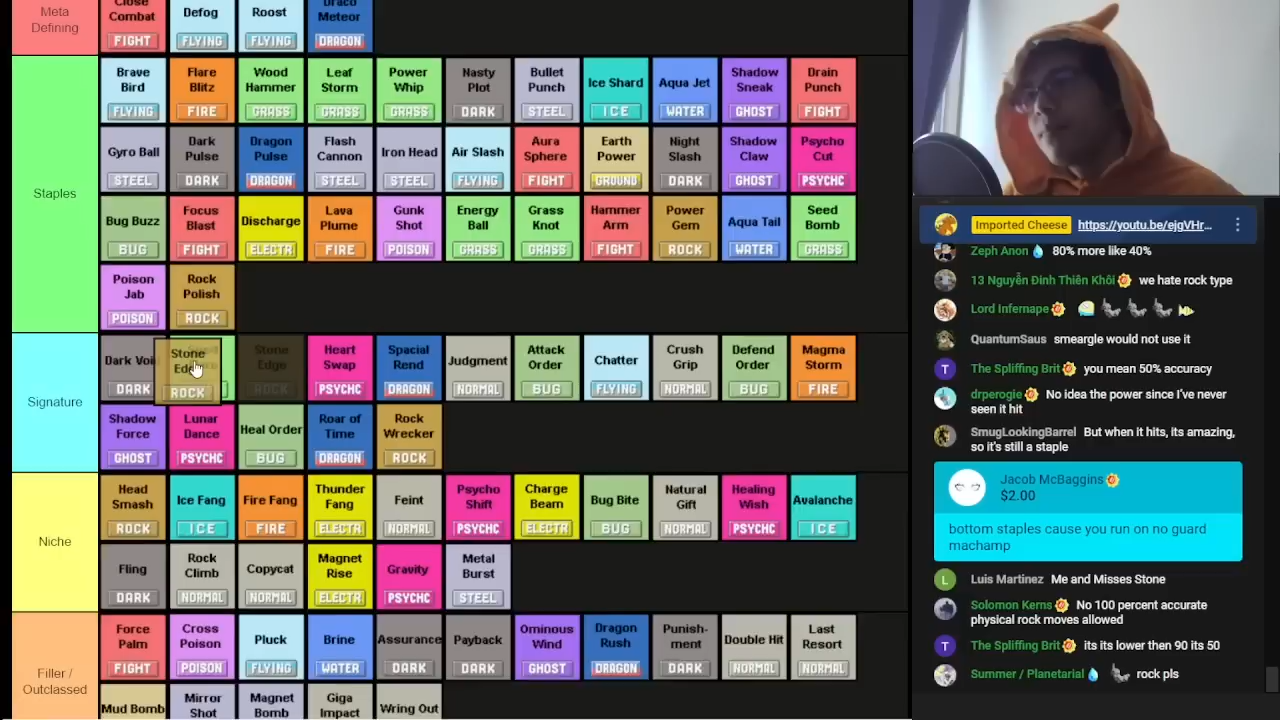 Meta
Defining
Close
Combat
FIGHT
Defog
FLYING
Roost
FLYING
Draco
Meteor
DRAGON
Staples
Brave
Bird
FLYING
Flare
Blitz
FIRE
Wood
Hammer
GRASS
Leaf
Storm
GRASS
Power
Whip
GRASS
Nasty
Plot
DARK
Bullet
Punch
STEEL
Ice Shard
ICE
Aqua Jet
WATER
Shadow
Sneak
GHOST
Drain
Punch
FIGHT
Gyro Ball
STEEL
Dark
Pulse
DARK
Dragon
Pulse
DRAGON
Flash
Cannon
STEEL
Iron Head
STEEL
Air Slash
FLYING
Aura
Sphere
FIGHT
Earth
Power
GROUND
Night
Slash
DARK
Shadow
Claw
GHOST
Psycho
Cut
PSYCHC
Bug Buzz
BUG
Focus
Blast
FIGHT
Discharge
ELECTR
Lava
Plume
FIRE
Gunk
Shot
POISON
Energy
Ball
GRASS
Grass
Knot
GRASS
Hammer
Arm
FIGHT
Power
Gem
ROCK
Aqua Tail
WATER
Seed
Bomb
GRASS
Poison
Jab
POISON
Rock
Polish
ROCK
Signature
Dark Voi
DARK
Stone
Ed
ROCK
Stone
Edge
ROCK
Heart
Swap
PSYCHC
Spacial
Rend
DRAGON
Judgment
NORMAL
Attack
Order
BUG
Chatter
FLYING
Crush
Grip
NORMAL
Defend
Order
BUG
Magma
Storm
FIRE
Shadow
Force
GHOST
Lunar
Dance
PSYCHC
Heal Order
BUG
Roar of
Time
DRAGON
Rock
Wrecker
ROCK
Niche
Head
Smash
ROCK
Ice Fang
ICE
Fire Fang
FIRE
Thunder
Fang
ELECTR
Feint
NORMAL
Psycho
Shift
PSYCHC
Charge
Beam
ELECTR
Bug Bite
BUG
Natural
Gift
NORMAL
Healing
Wish
PSYCHC
Avalanche
ICE
Fling
DARK
Rock
Climb
NORMAL
Copycat
NORMAL
Magnet
Rise
ELECTR
Gravity
PSYCHC
Metal
Burst
STEEL
Filler /
Outclassed
Force
Palm
FIGHT
Cross
Poison
POISON
Pluck
FLYING
Brine
WATER
Assurance
DARK
Payback
DARK
Ominous
Wind
GHOST
Dragon
Rush
DRAGON
Punish-
ment
DARK
Double Hit
NORMAL
Last
Resort
NORMAL
Mud Bomb
Mirror
Shot
Magnet
Bomb
Giga
Impact
Wring Out
Imported Cheese https://youtu.be/ejgVHr...
Zeph Anon 80% more like 40%
13 Nguyễn Đình Thiên Khôi we hate rock type
Lord Infernape
QuantumSaus smeargle would not use it
T The Spliffing Brit you mean 50% accuracy
drperogie No idea the power since I've never
seen it hit
SmugLookingBarrel But when it hits, its amazing,
so it's still a staple
Jacob McBaggins
$2.00
bottom staples cause you run on no guard
machamp
L Luis Martinez Me and Misses Stone
Solomon Kerns No 100 percent accurate
physical rock moves allowed
T The Spliffing Brit its its lower then 90 its 50
Summer / Planetarial rock pls